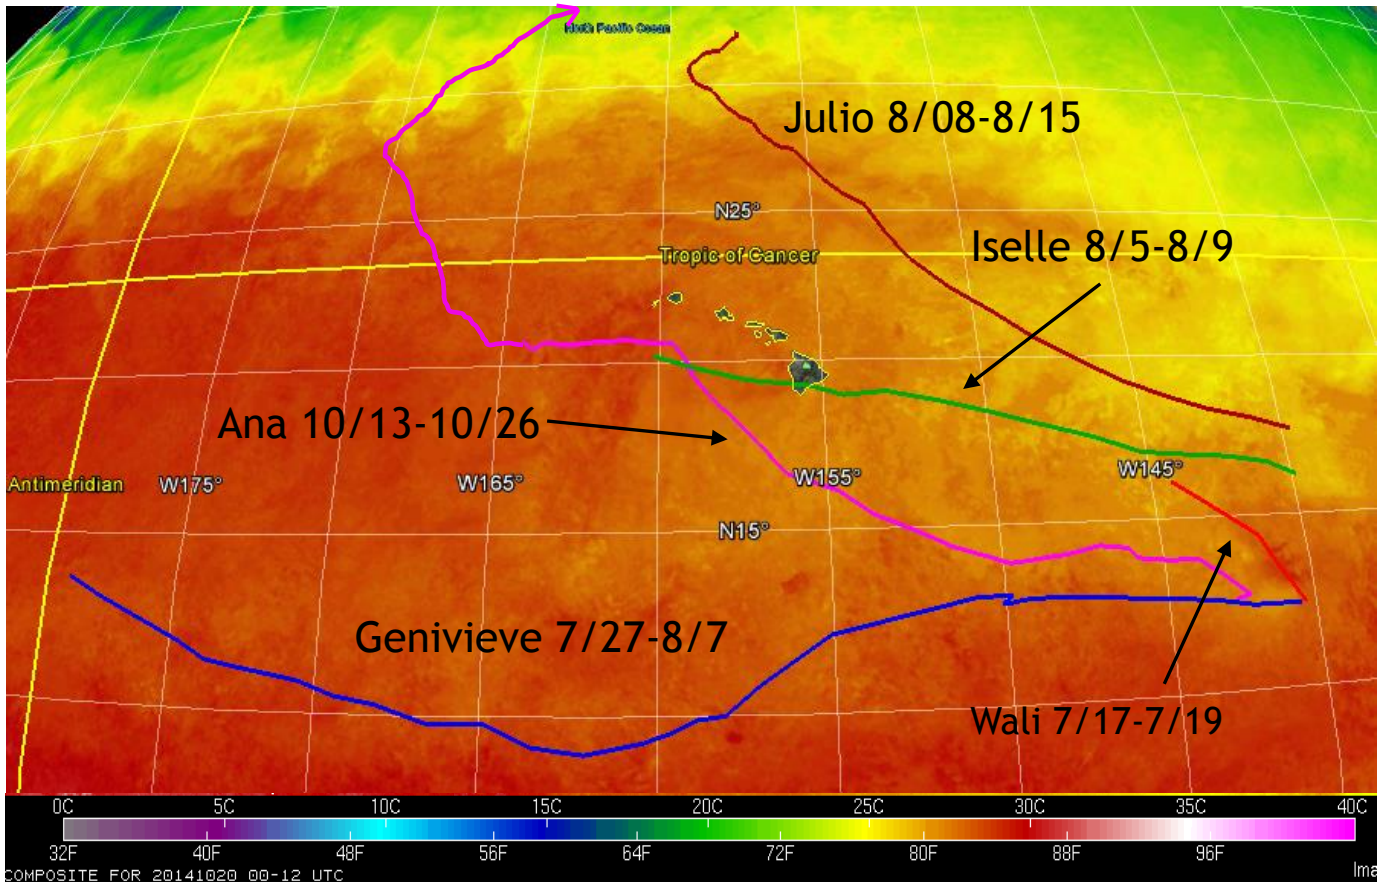 North Pacific Ocean
Julio 8/08-8/15
N25°
Iselle 8/5-8/9
Tropic of Cancer
Ana 10/13-10/26
Antimeridian
W175°
W165°
W155°
W145°
N15°
Genivieve 7/27-8/7
Wali 7/17-7/19
0C 5C 10C 15C 20C 25C 30C 35C 40C
32F 40F 48F 56F 64F 72F 80F 88F 96F
COMPOSITE FOR 20141020 00-12 UTC
Ima